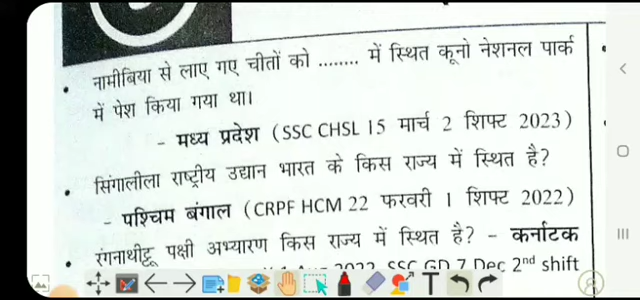 नामीबिया से लाए गए चीतों को ........ में स्थित कूनो नेशनल पार्क
में पेश किया गया था।
- मध्य प्रदेश (SSC CHSL 15 मार्च 2 शिफ्ट 2023)
सिंगालीला राष्ट्रीय उद्यान भारत के किस राज्य में स्थित है?
- पश्चिम बंगाल (CRPF HCM 22 फरवरी 1 शिफ्ट 2022)
रंगनाथीट्टू पक्षी अभ्यारण किस राज्य में स्थित है? - कर्नाटक
2022, SSC GD 7 Dec 2nd shift